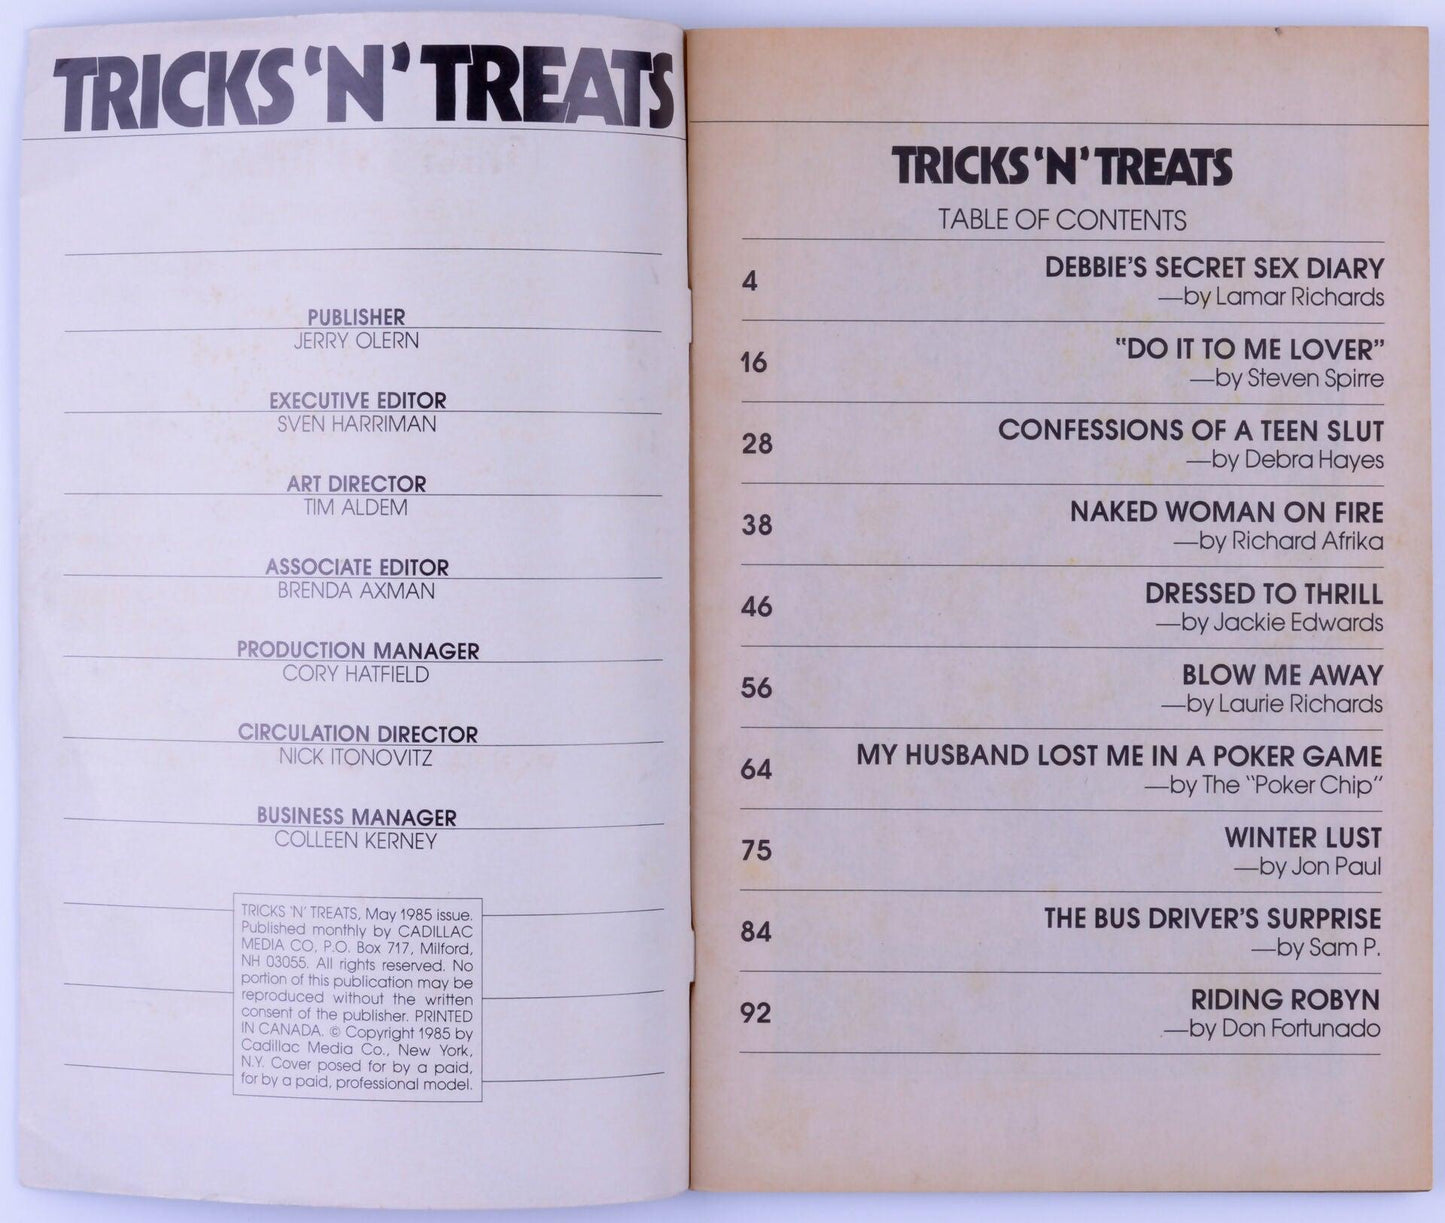 TRICKS 'N' TREATS
PUBLISHER
JERRY OLERN
EXECUTIVE EDITOR
SVEN HARRIMAN
ART DIRECTOR
TIM ALDEM
ASSOCIATE EDITOR
BRENDA AXMAN
PRODUCTION MANAGER
CORY HATFIELD
CIRCULATION DIRECTOR
NICK ITONOVITZ
BUSINESS MANAGER
COLLEEN KERNEY
TRICKS 'N' TREATS, May 1985 issue.
Published monthly by CADILLAC
MEDIA CO, P.O. Box 717, Milford,
NH 03055. All rights reserved. No
portion of this publication may be
reproduced without the written
consent of the publisher. PRINTED
IN CANADA. © Copyright 1985 by
Cadillac Media Co., New York,
N.Y. Cover posed for by a paid,
for by a paid, professional model.
TRICKS 'N' TREATS
TABLE OF CONTENTS
4 DEBBIE'S SECRET SEX DIARY
—by Lamar Richards
16 "DO IT TO ME LOVER"
—by Steven Spirre
28 CONFESSIONS OF A TEEN SLUT
—by Debra Hayes
38 NAKED WOMAN ON FIRE
—by Richard Afrika
46 DRESSED TO THRILL
—by Jackie Edwards
56 BLOW ME AWAY
—by Laurie Richards
64 MY HUSBAND LOST ME IN A POKER GAME
—by The "Poker Chip"
75 WINTER LUST
—by Jon Paul
84 THE BUS DRIVER'S SURPRISE
—by Sam P.
92 RIDING ROBYN
—by Don Fortunado